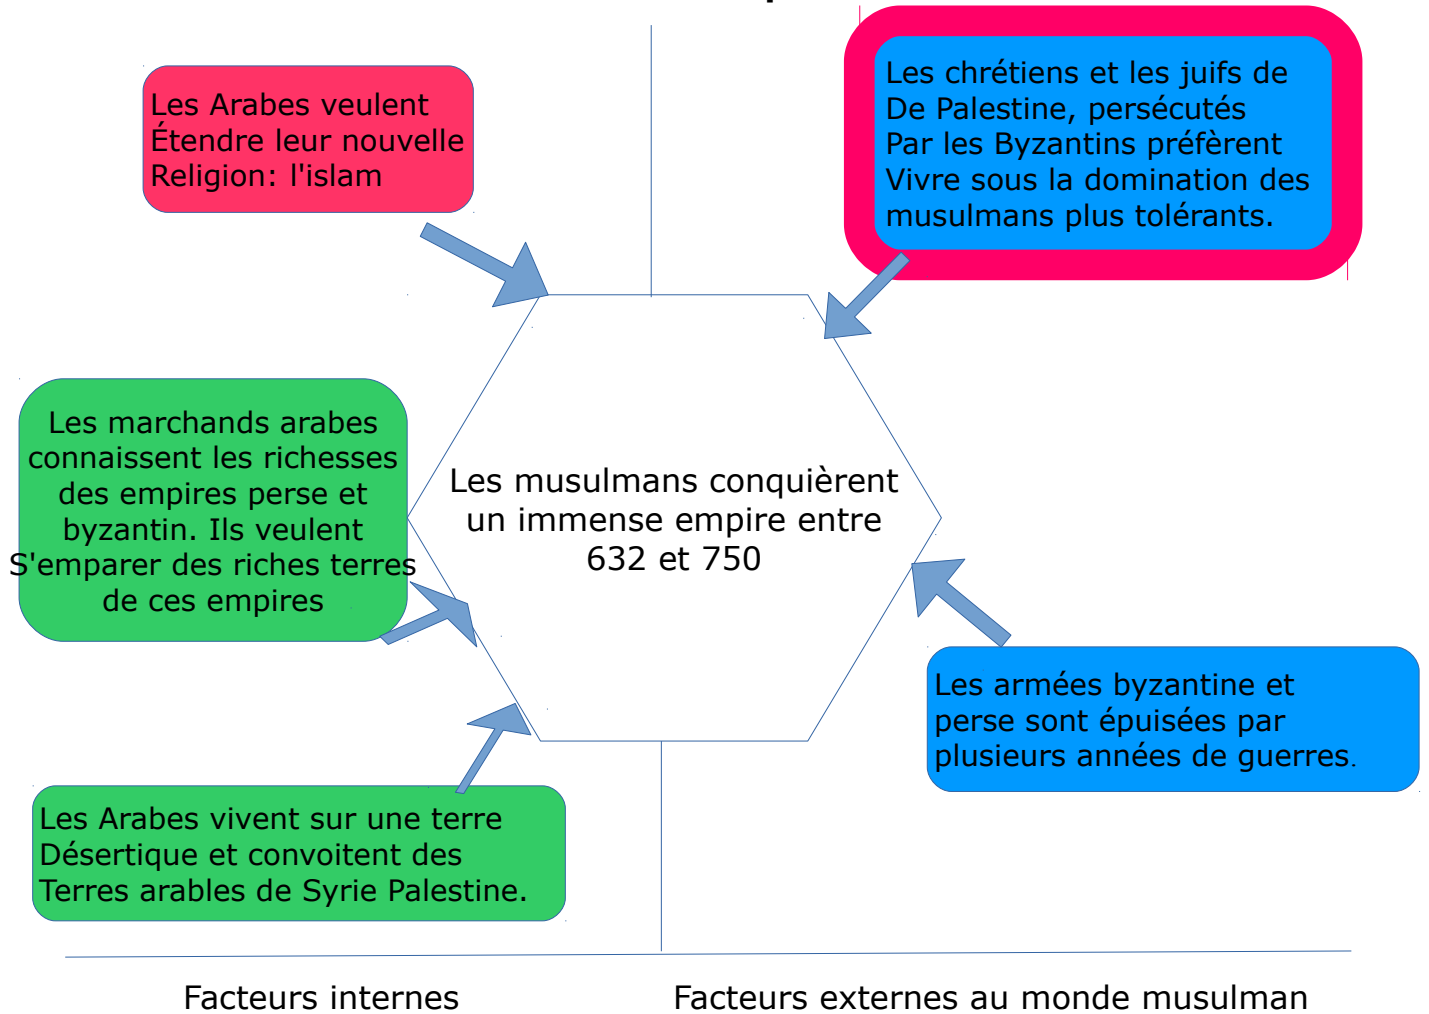 Les Arabes veulent
Étendre leur nouvelle
Religion: l'islam
Les chrétiens et les juifs de
De Palestine, persécutés
Par les Byzantins préfèrent
Vivre sous la domination des
musulmans plus tolérants.
Les marchands arabes
connaissent les richesses
des empires perse et
byzantin. Ils veulent
S'emparer des riches terres
de ces empires
Les musulmans conquièrent
un immense empire entre
632 et 750
Les armées byzantine et
perse sont épuisées par
plusieurs années de guerres.
Les Arabes vivent sur une terre
Désertique et convoitent des
Terres arables de Syrie Palestine.
Facteurs internes
Facteurs externes au monde musulman